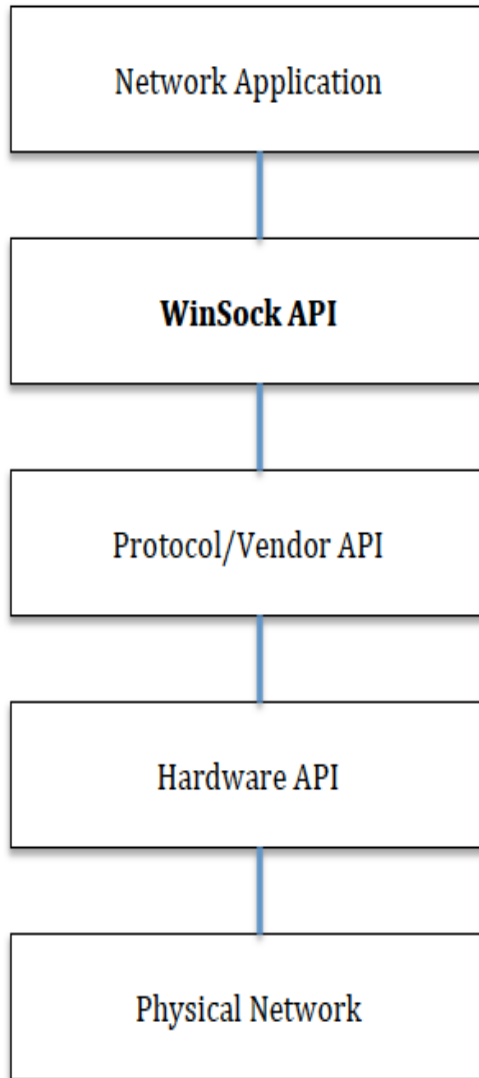 Network Application
WinSock API
Protocol/Vendor API
Hardware API
Physical Network